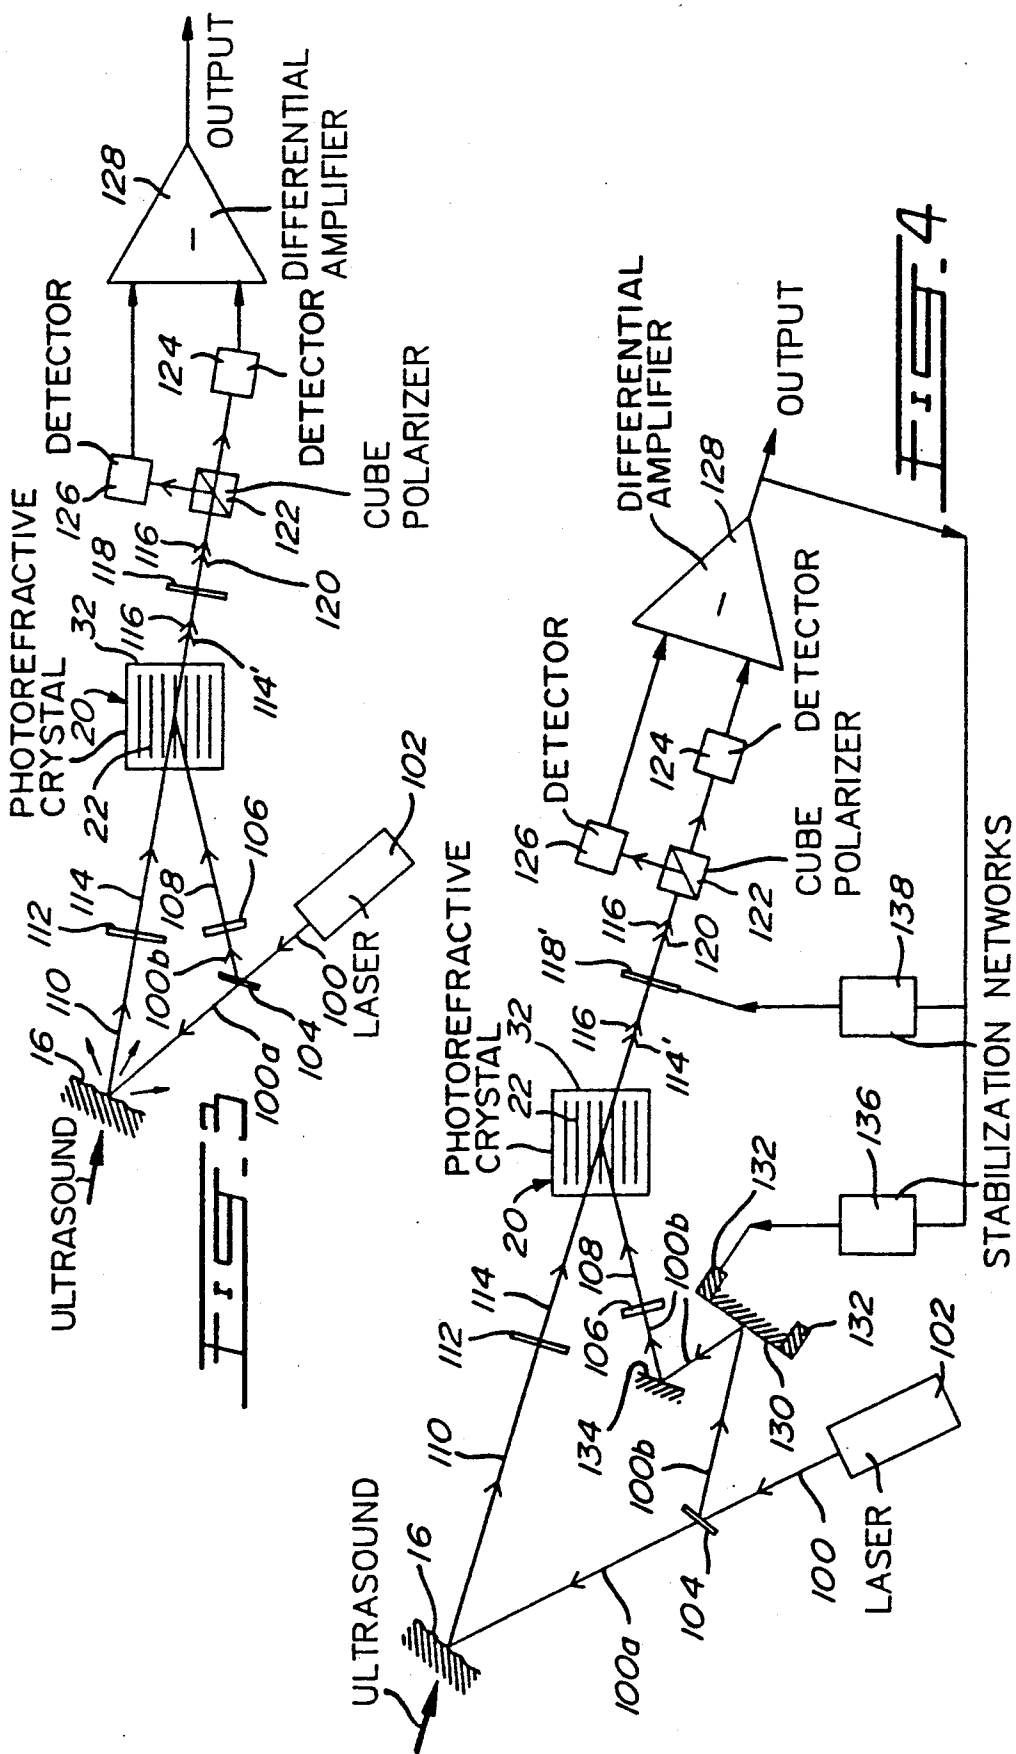 ULTRASOUND
16
110
112
114
PHOTOREFRACTIVE
CRYSTAL
20
22
32
116
118
116
126
DETECTOR
128
OUTPUT
100a
100b
104
100
LASER
102
106
108
114'
120
122
CUBE
POLARIZER
124
DETECTOR
DIFFERENTIAL
AMPLIFIER
FIG.3
ULTRASOUND
16
110
112
114
PHOTOREFRACTIVE
CRYSTAL
20
22
32
116
118'
116
126
DETECTOR
DIFFERENTIAL
AMPLIFIER
128
OUTPUT
100a
104
100b
134
106
108
100b
114'
120
122
CUBE
POLARIZER
124
DETECTOR
100
LASER
102
130
132
132
136
138
STABILIZATION NETWORKS
FIG.4